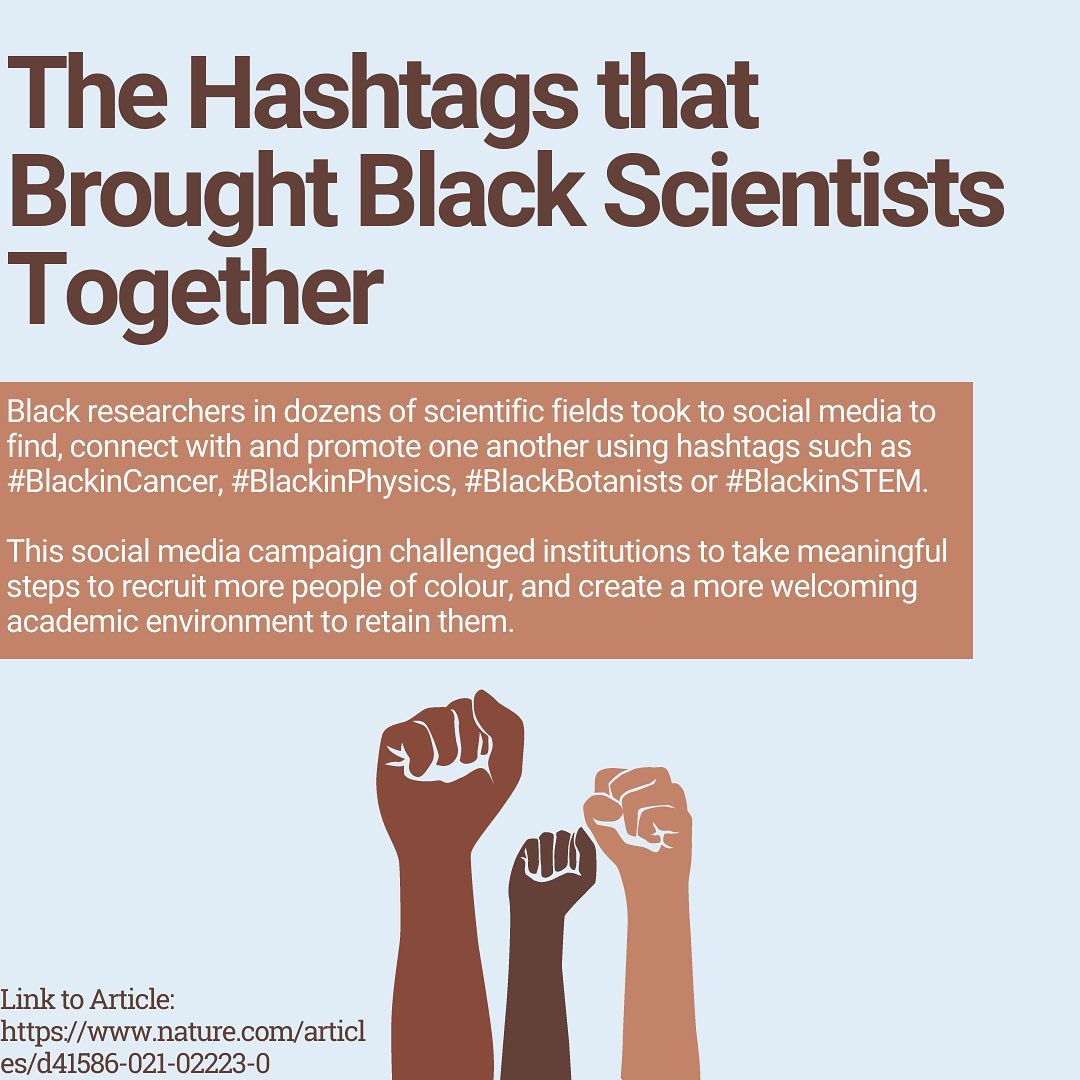 The Hashtags that
Brought Black Scientists
Together
Black researchers in dozens of scientific fields took to social media to
find, connect with and promote one another using hashtags such as
#BlackinCancer, #BlackinPhysics, #BlackBotanists or #BlackinSTEM.
This social media campaign challenged institutions to take meaningful
steps to recruit more people of colour, and create a more welcoming
academic environment to retain them.
Link to Article:
https://www.nature.com/articl
es/d41586-021-02223-0